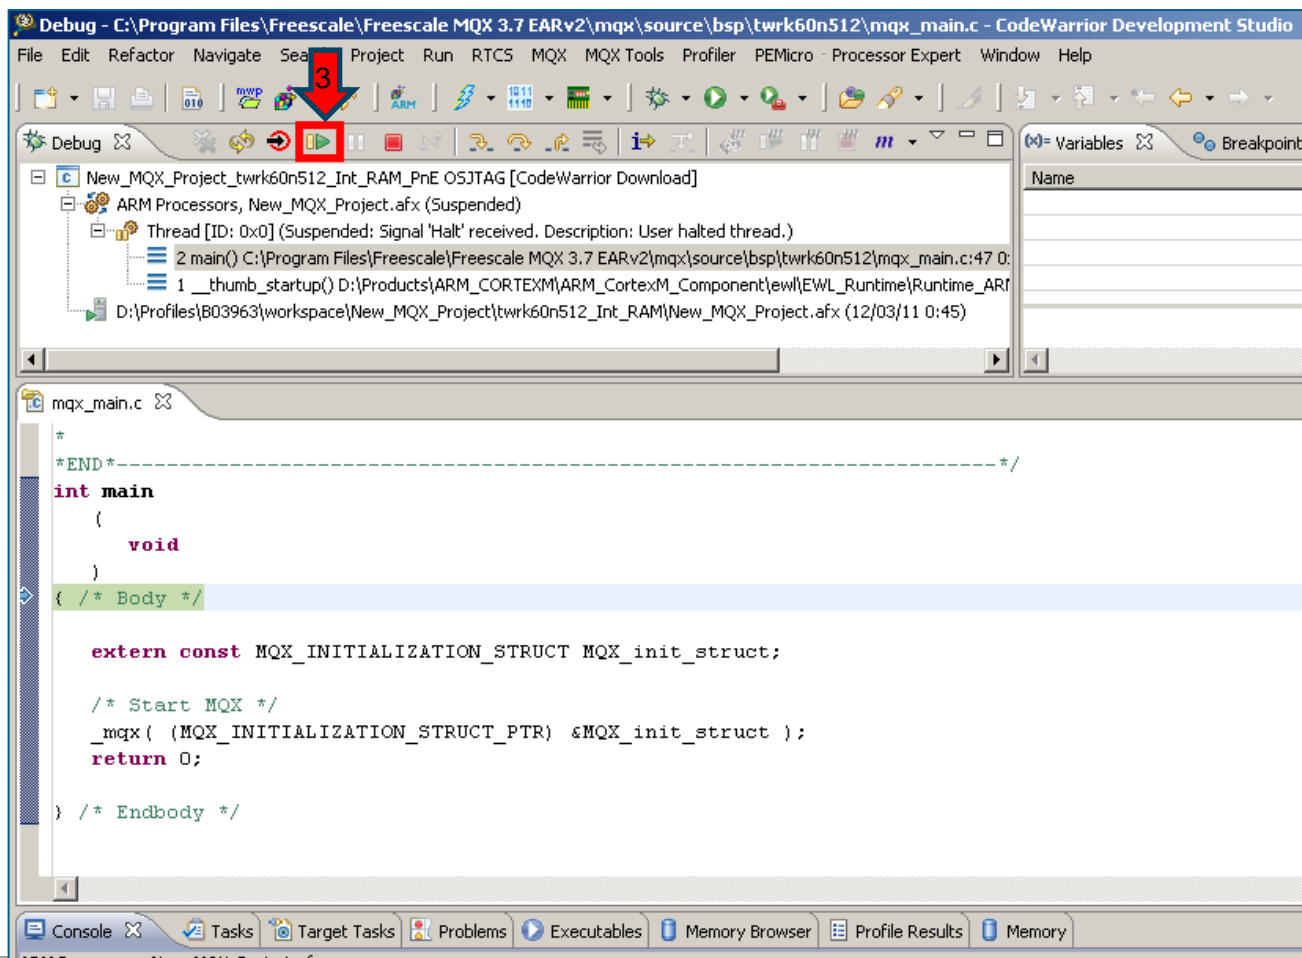 Debug - C:\Program Files\Freescale\Freescale MQX 3.7 EARv2\mqx\source\bsp\twrk60n512\mqx_main.c - CodeWarrior Development Studio
File Edit Refactor Navigate Sea Project Run RTCS MQX MQX Tools Profiler PEMicro Processor Expert Window Help
3
Debug
Variables Breakpoint
Name
New_MQX_Project_twrk60n512_Int_RAM_PnE OSJTAG [CodeWarrior Download]
ARM Processors, New_MQX_Project.afx (Suspended)
Thread [ID: 0x0] (Suspended: Signal 'Halt' received. Description: User halted thread.)
2 main() C:\Program Files\Freescale\Freescale MQX 3.7 EARv2\mqx\source\bsp\twrk60n512\mqx_main.c:47 0:
1 __thumb_startup() D:\Products\ARM_CORTEXM\ARM_CortexM_Component\ewl\EWL_Runtime\Runtime_ARM
D:\Profiles\B03963\workspace\New_MQX_Project\twrk60n512_Int_RAM\New_MQX_Project.afx (12/03/11 0:45)
mqx_main.c
*
*END*----------------------------------------------------------------------*/
int main
(
void
)
{ /* Body */
extern const MQX_INITIALIZATION_STRUCT MQX_init_struct;
/* Start MQX */
_mqx( (MQX_INITIALIZATION_STRUCT_PTR) &MQX_init_struct );
return 0;
} /* Endbody */
Console Tasks Target Tasks Problems Executables Memory Browser Profile Results Memory